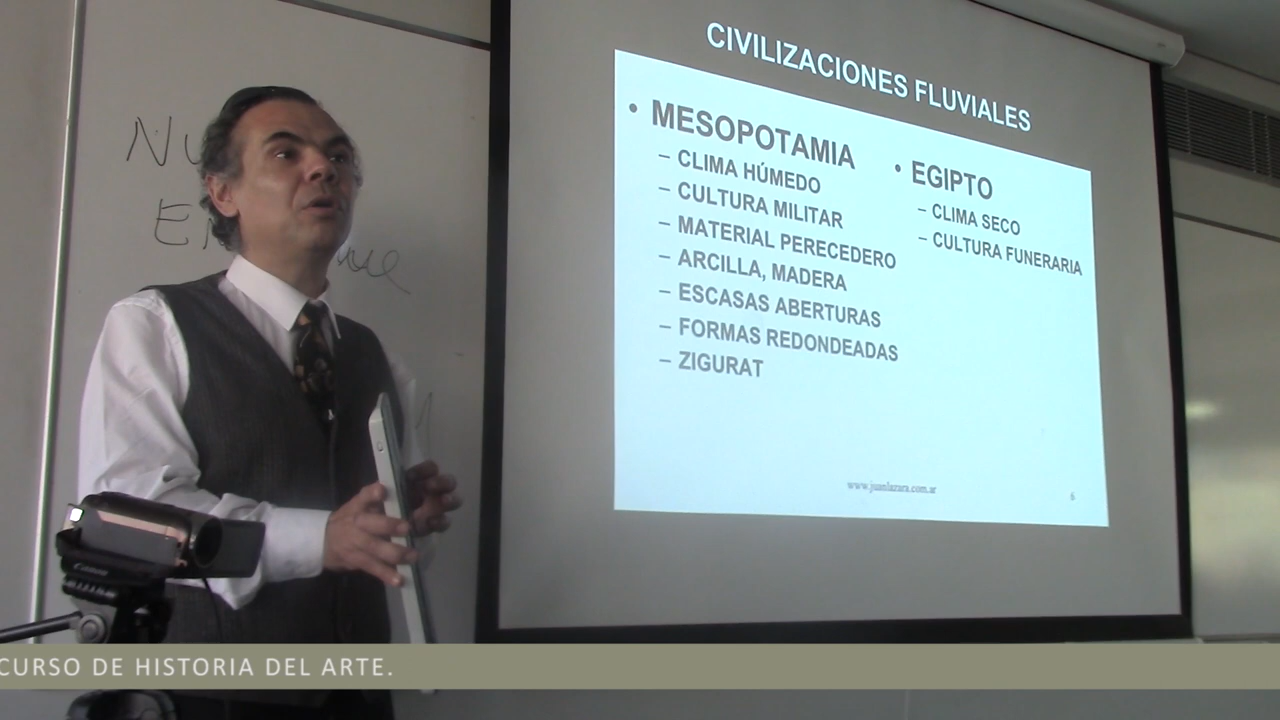 CIVILIZACIONES FLUVIALES
• MESOPOTAMIA
– CLIMA HÚMEDO
– CULTURA MILITAR
– MATERIAL PERECEDERO
– ARCILLA, MADERA
– ESCASAS ABERTURAS
– FORMAS REDONDEADAS
– ZIGURAT
• EGIPTO
– CLIMA SECO
– CULTURA FUNERARIA
www.juanlazara.com.ar
6
Canon
CURSO DE HISTORIA DEL ARTE.